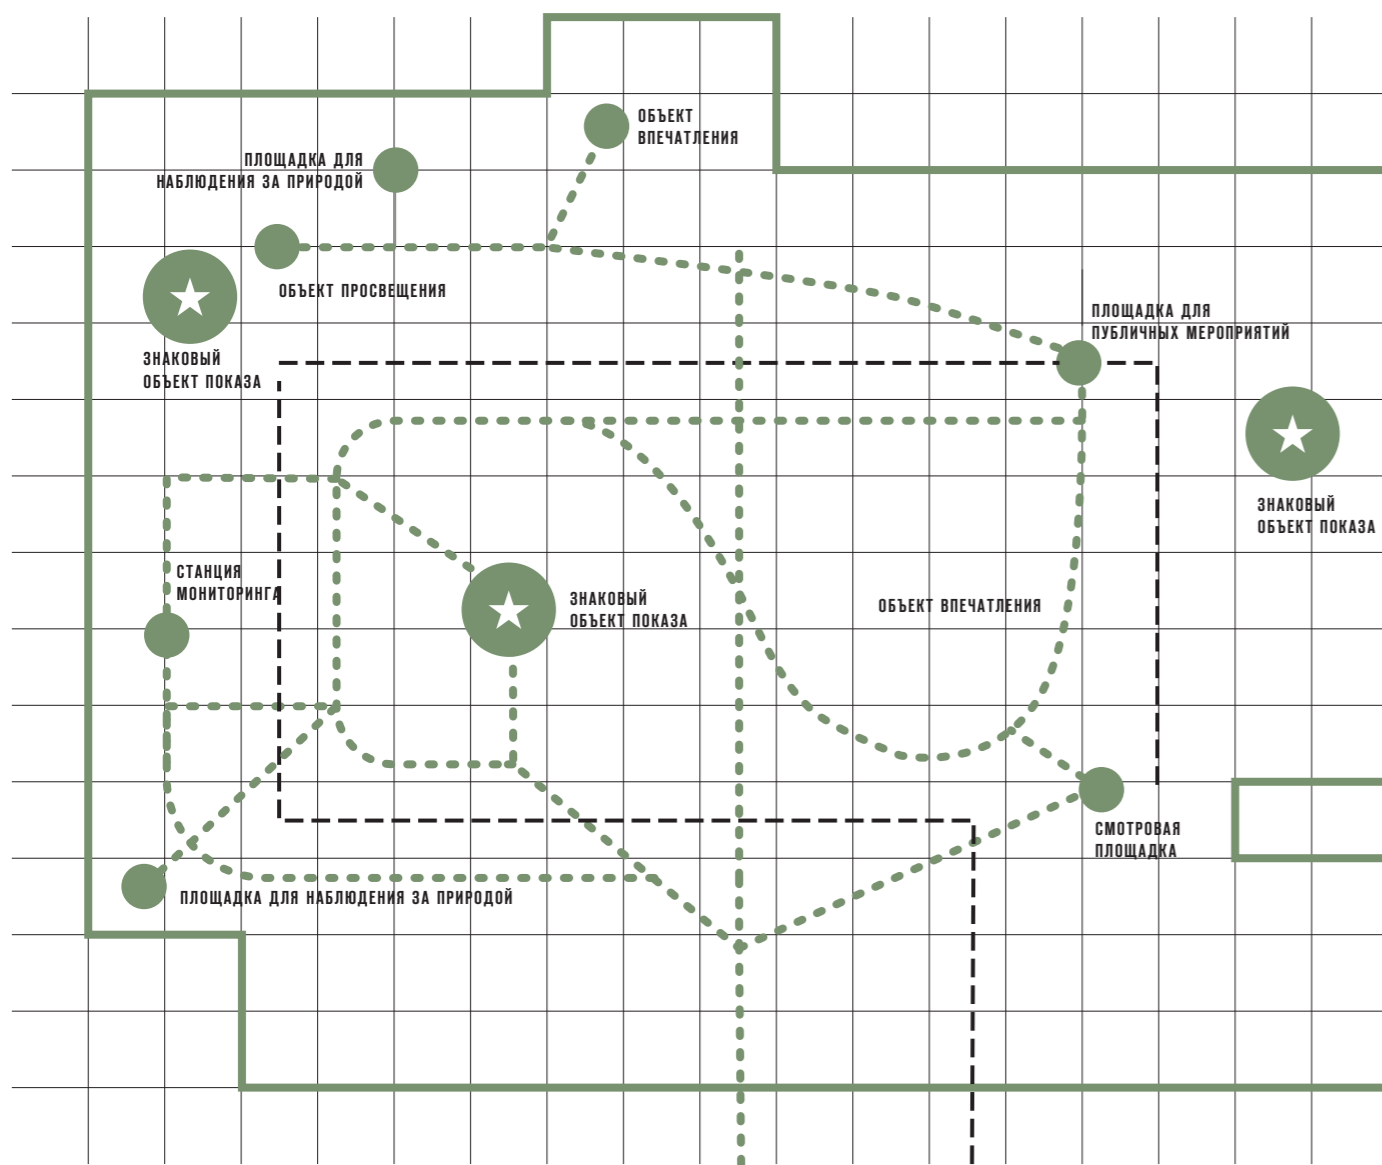 ОБЪЕКТ
ВПЕЧАТЛЕНИЯ
ПЛОЩАДКА ДЛЯ
НАБЛЮДЕНИЯ ЗА ПРИРОДОЙ
ОБЪЕКТ ПРОСВЕЩЕНИЯ
ПЛОЩАДКА ДЛЯ
ПУБЛИЧНЫХ МЕРОПРИЯТИЙ
ЗНАКОВЫЙ
ОБЪЕКТ ПОКАЗА
ЗНАКОВЫЙ
ОБЪЕКТ ПОКАЗА
СТАНЦИЯ
МОНИТОРИНГА
ЗНАКОВЫЙ
ОБЪЕКТ ПОКАЗА
ОБЪЕКТ ВПЕЧАТЛЕНИЯ
СМОТРОВАЯ
ПЛОЩАДКА
ПЛОЩАДКА ДЛЯ НАБЛЮДЕНИЯ ЗА ПРИРОДОЙ